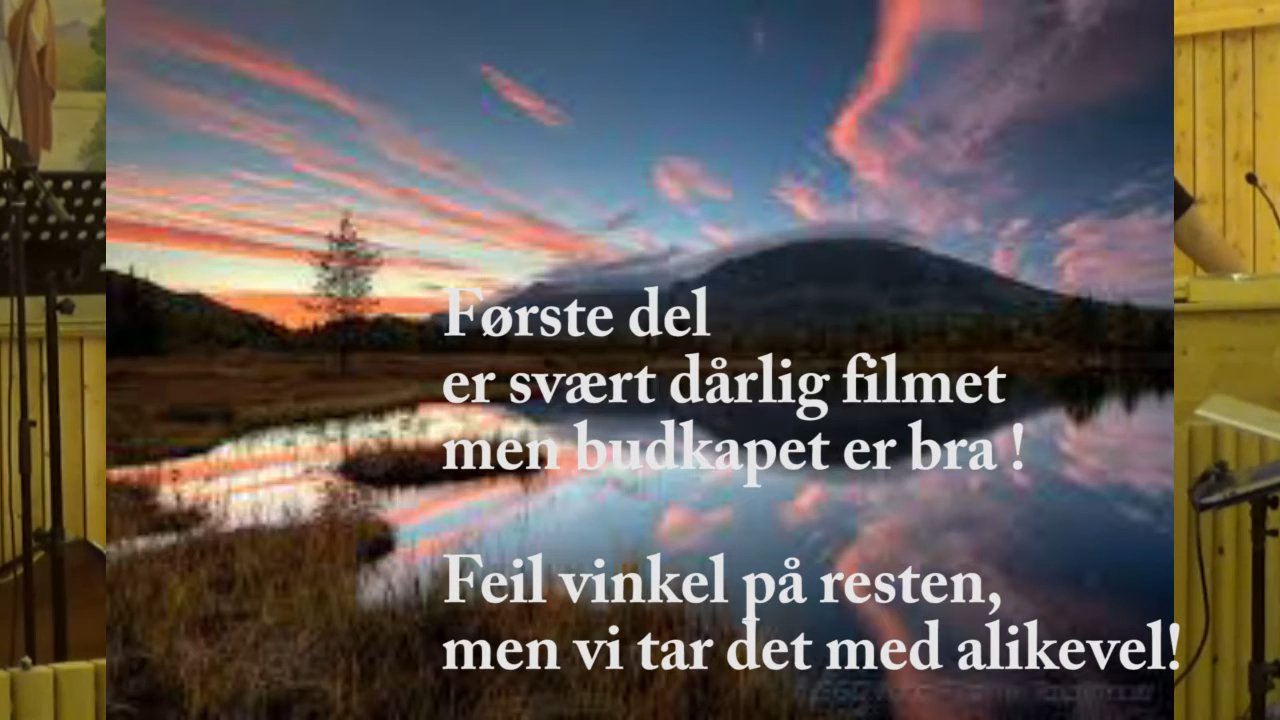 Første del
er svært dårlig filmet
men budkapet er bra !
Feil vinkel på resten,
men vi tar det med alikevel!